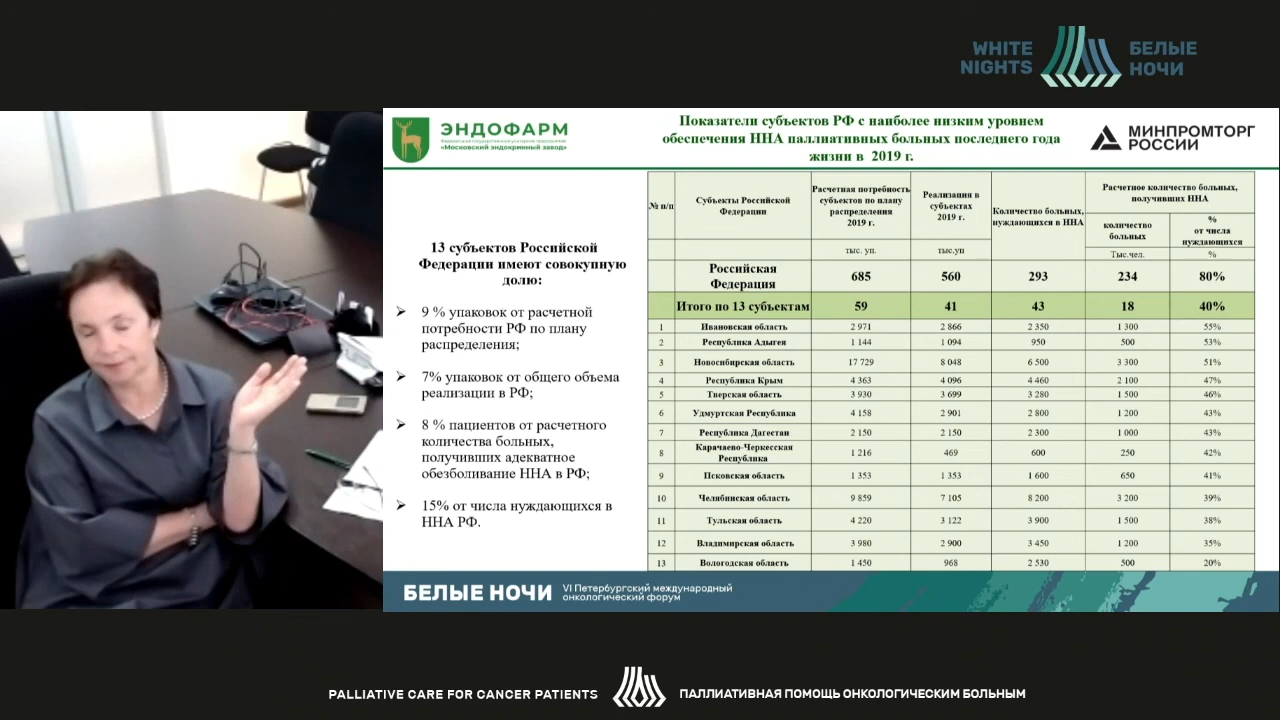 WHITE
NIGHTS
БЕЛЫЕ
НОЧИ
ЭНДОФАРМ
«Московский эндокринный завод»
Показатели субъектов РФ с наиболее низким уровнем
обеспечения ННА паллиативных больных последнего года
жизни в 2019 г.
МИНПРОМТОРГ
РОССИИ
13 субъектов Российской
Федерации имеют совокупную
долю:
9 % упаковок от расчетной
потребности РФ по плану
распределения;
7% упаковок от общего объема
реализации в РФ;
8 % пациентов от расчетного
количества больных,
получивших адекватное
обезболивание ННА в РФ;
15% от числа нуждающихся в
ННА РФ.
№ п/п Субъекты Российской Федерации Расчетная потребность субъектов по плану распределения 2019 г. Реализация в субъектах 2019 г. Количество больных, нуждающихся в ННА Расчетное количество больных, получивших ННА
количество больных % от числа нуждающихся
тыс. уп. тыс.уп Тыс.чел. %
Российская Федерация 685 560 293 234 80%
Итого по 13 субъектам 59 41 43 18 40%
1 Ивановская область 2 971 2 866 2 350 1 300 55%
2 Республика Адыгея 1 144 1 094 950 500 53%
3 Новосибирская область 17 729 8 048 6 500 3 300 51%
4 Республика Крым 4 363 4 096 4 460 2 100 47%
5 Тверская область 3 930 3 699 3 280 1 500 46%
6 Удмуртская Республика 4 158 2 901 2 800 1 200 43%
7 Республика Дагестан 2 150 2 150 2 300 1 000 43%
8 Карачаево-Черкесская Республика 1 216 469 600 250 42%
9 Псковская область 1 353 1 353 1 600 650 41%
10 Челябинская область 9 859 7 105 8 200 3 200 39%
11 Тульская область 4 220 3 122 3 900 1 500 38%
12 Владимирская область 3 980 2 900 3 450 1 200 35%
13 Вологодская область 1 450 968 2 530 500 20%
БЕЛЫЕ НОЧИ
VI Петербургский международный
онкологический форум
PALLIATIVE CARE FOR CANCER PATIENTS
ПАЛЛИАТИВНАЯ ПОМОЩЬ ОНКОЛОГИЧЕСКИМ БОЛЬНЫМ